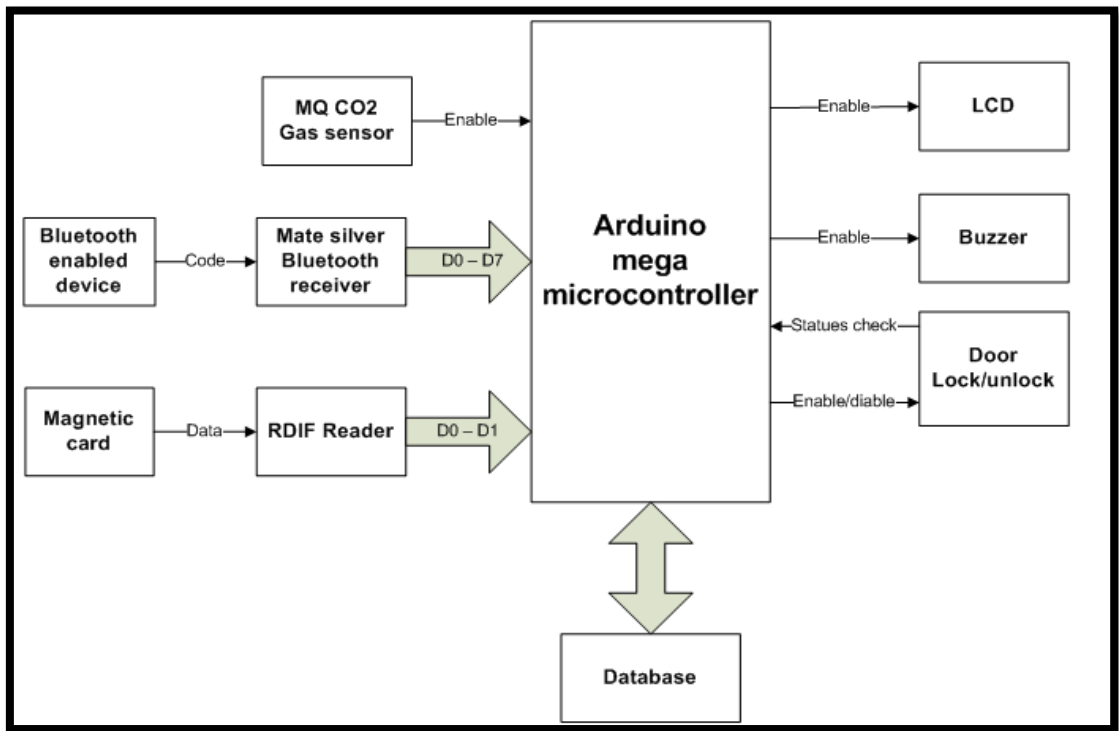 MQ CO2
Gas sensor
Enable
Bluetooth
enabled
device
Code
Mate silver
Bluetooth
receiver
D0 – D7
Magnetic
card
Data
RDIF Reader
D0 – D1
Arduino
mega
microcontroller
Enable
LCD
Enable
Buzzer
Statues check
Enable/diable
Door
Lock/unlock
Database